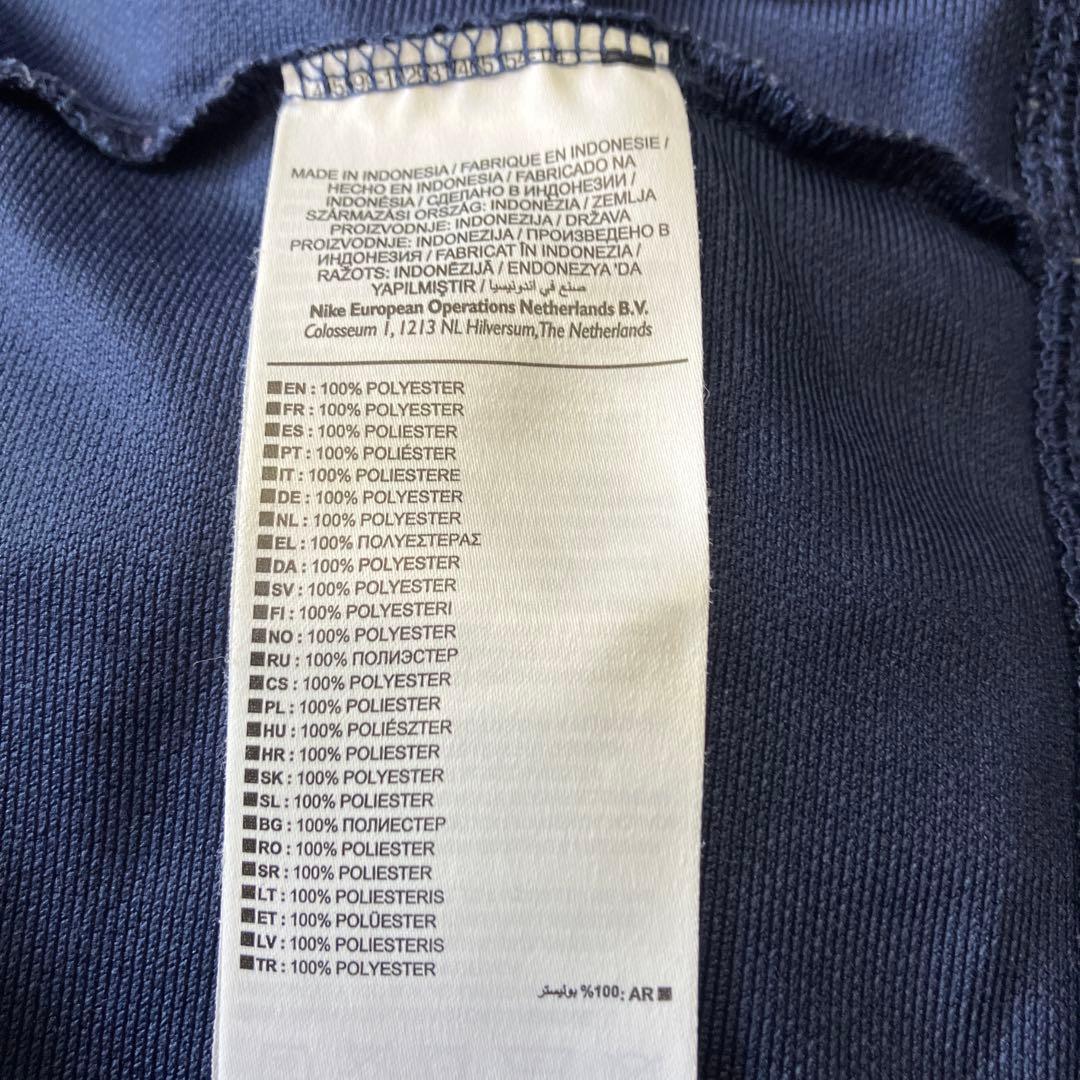 MADE IN INDONESIA / FABRIQUE EN INDONESIE /
HECHO EN INDONESIA / FABRICADO NA
INDONÉSIA / СДЕЛАНО В ИНДОНЕЗИИ /
SZÁRMAZÁSI ORSZÁG: INDONÉZIA / ZEMLJA
PROIZVODNJE: INDONEZIJA / DRŽAVA
PROIZVODNJE: INDONEZIJA / ПРОИЗВЕДЕНО В
ИНДОНЕЗИЯ / FABRICAT ÎN INDONEZIA /
RAŽOTS: INDONĒZIJĀ / ENDONEZYA 'DA
YAPILMIŞTIR / صنع في اندونيسيا
Nike European Operations Netherlands B.V.
Colosseum 1, 1213 NL Hilversum, The Netherlands
EN : 100% POLYESTER
FR : 100% POLYESTER
ES : 100% POLIESTER
PT : 100% POLIÉSTER
IT : 100% POLIESTERE
DE : 100% POLYESTER
NL : 100% POLYESTER
EL : 100% ΠΟΛΥΕΣΤΕΡΑΣ
DA : 100% POLYESTER
SV : 100% POLYESTER
FI : 100% POLYESTERI
NO : 100% POLYESTER
RU : 100% ПОЛИЭСТЕР
CS : 100% POLYESTER
PL : 100% POLIESTER
HU : 100% POLIÉSZTER
HR : 100% POLIESTER
SK : 100% POLYESTER
SL : 100% POLIESTER
BG : 100% ПОЛИЕСТЕР
RO : 100% POLIESTER
SR : 100% POLIESTER
LT : 100% POLIESTERIS
ET : 100% POLÜESTER
LV : 100% POLIESTERIS
TR : 100% POLYESTER
AR :100% بوليستر